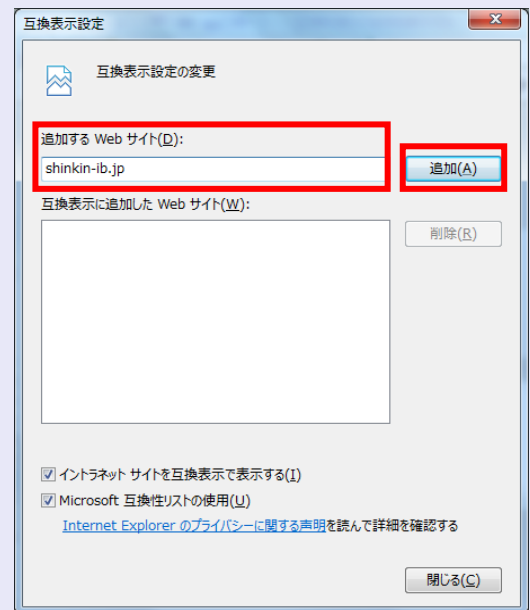 互換表示設定
互換表示設定の変更
追加する Web サイト(D):
shinkin-ib.jp
追加(A)
互換表示に追加した Web サイト(W):
削除(R)
イントラネット サイトを互換表示で表示する(I)
Microsoft 互換性リストの使用(U)
Internet Explorer のプライバシーに関する声明を読んで詳細を確認する
閉じる(C)